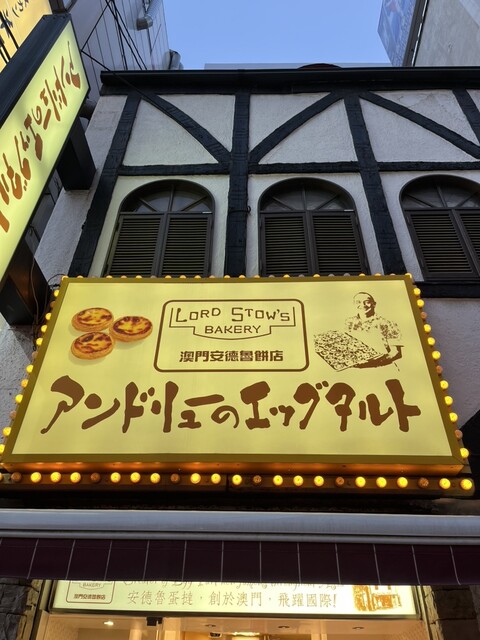 LORD STOW'S
BAKERY
澳門安德魯餅店
アンドリューのエッグタルト
安德魯蛋撻,創於澳門,飛躍國際!